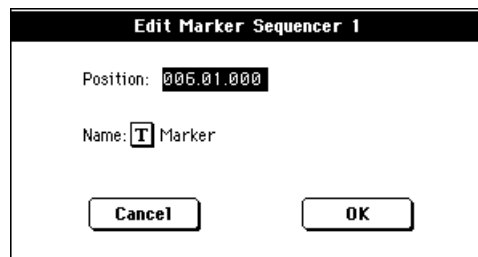 Edit Marker Sequencer 1
Position: 006.01.000
Name: T Marker
Cancel OK